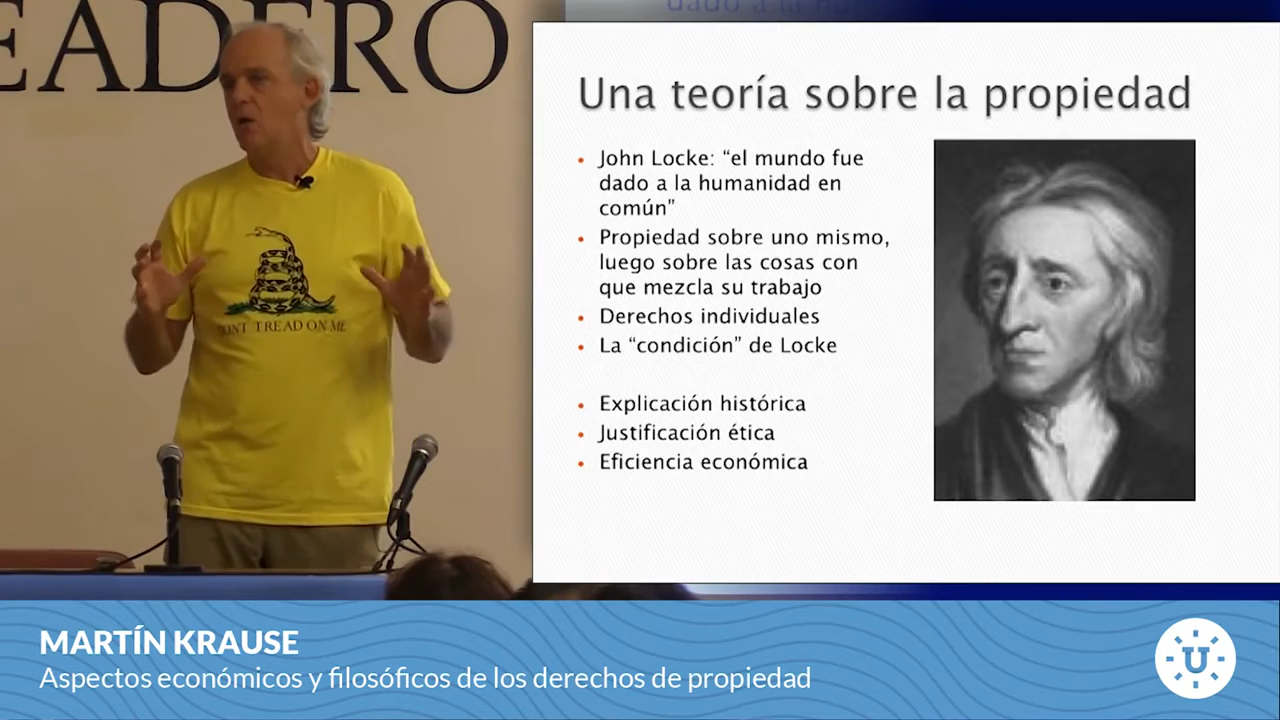 EADERO
dado a la hu
Una teoría sobre la propiedad
• John Locke: “el mundo fue
dado a la humanidad en
común”
• Propiedad sobre uno mismo,
luego sobre las cosas con
que mezcla su trabajo
• Derechos individuales
• La “condición” de Locke
• Explicación histórica
• Justificación ética
• Eficiencia económica
DONT TREAD ON ME
MARTÍN KRAUSE
Aspectos económicos y filosóficos de los derechos de propiedad
U